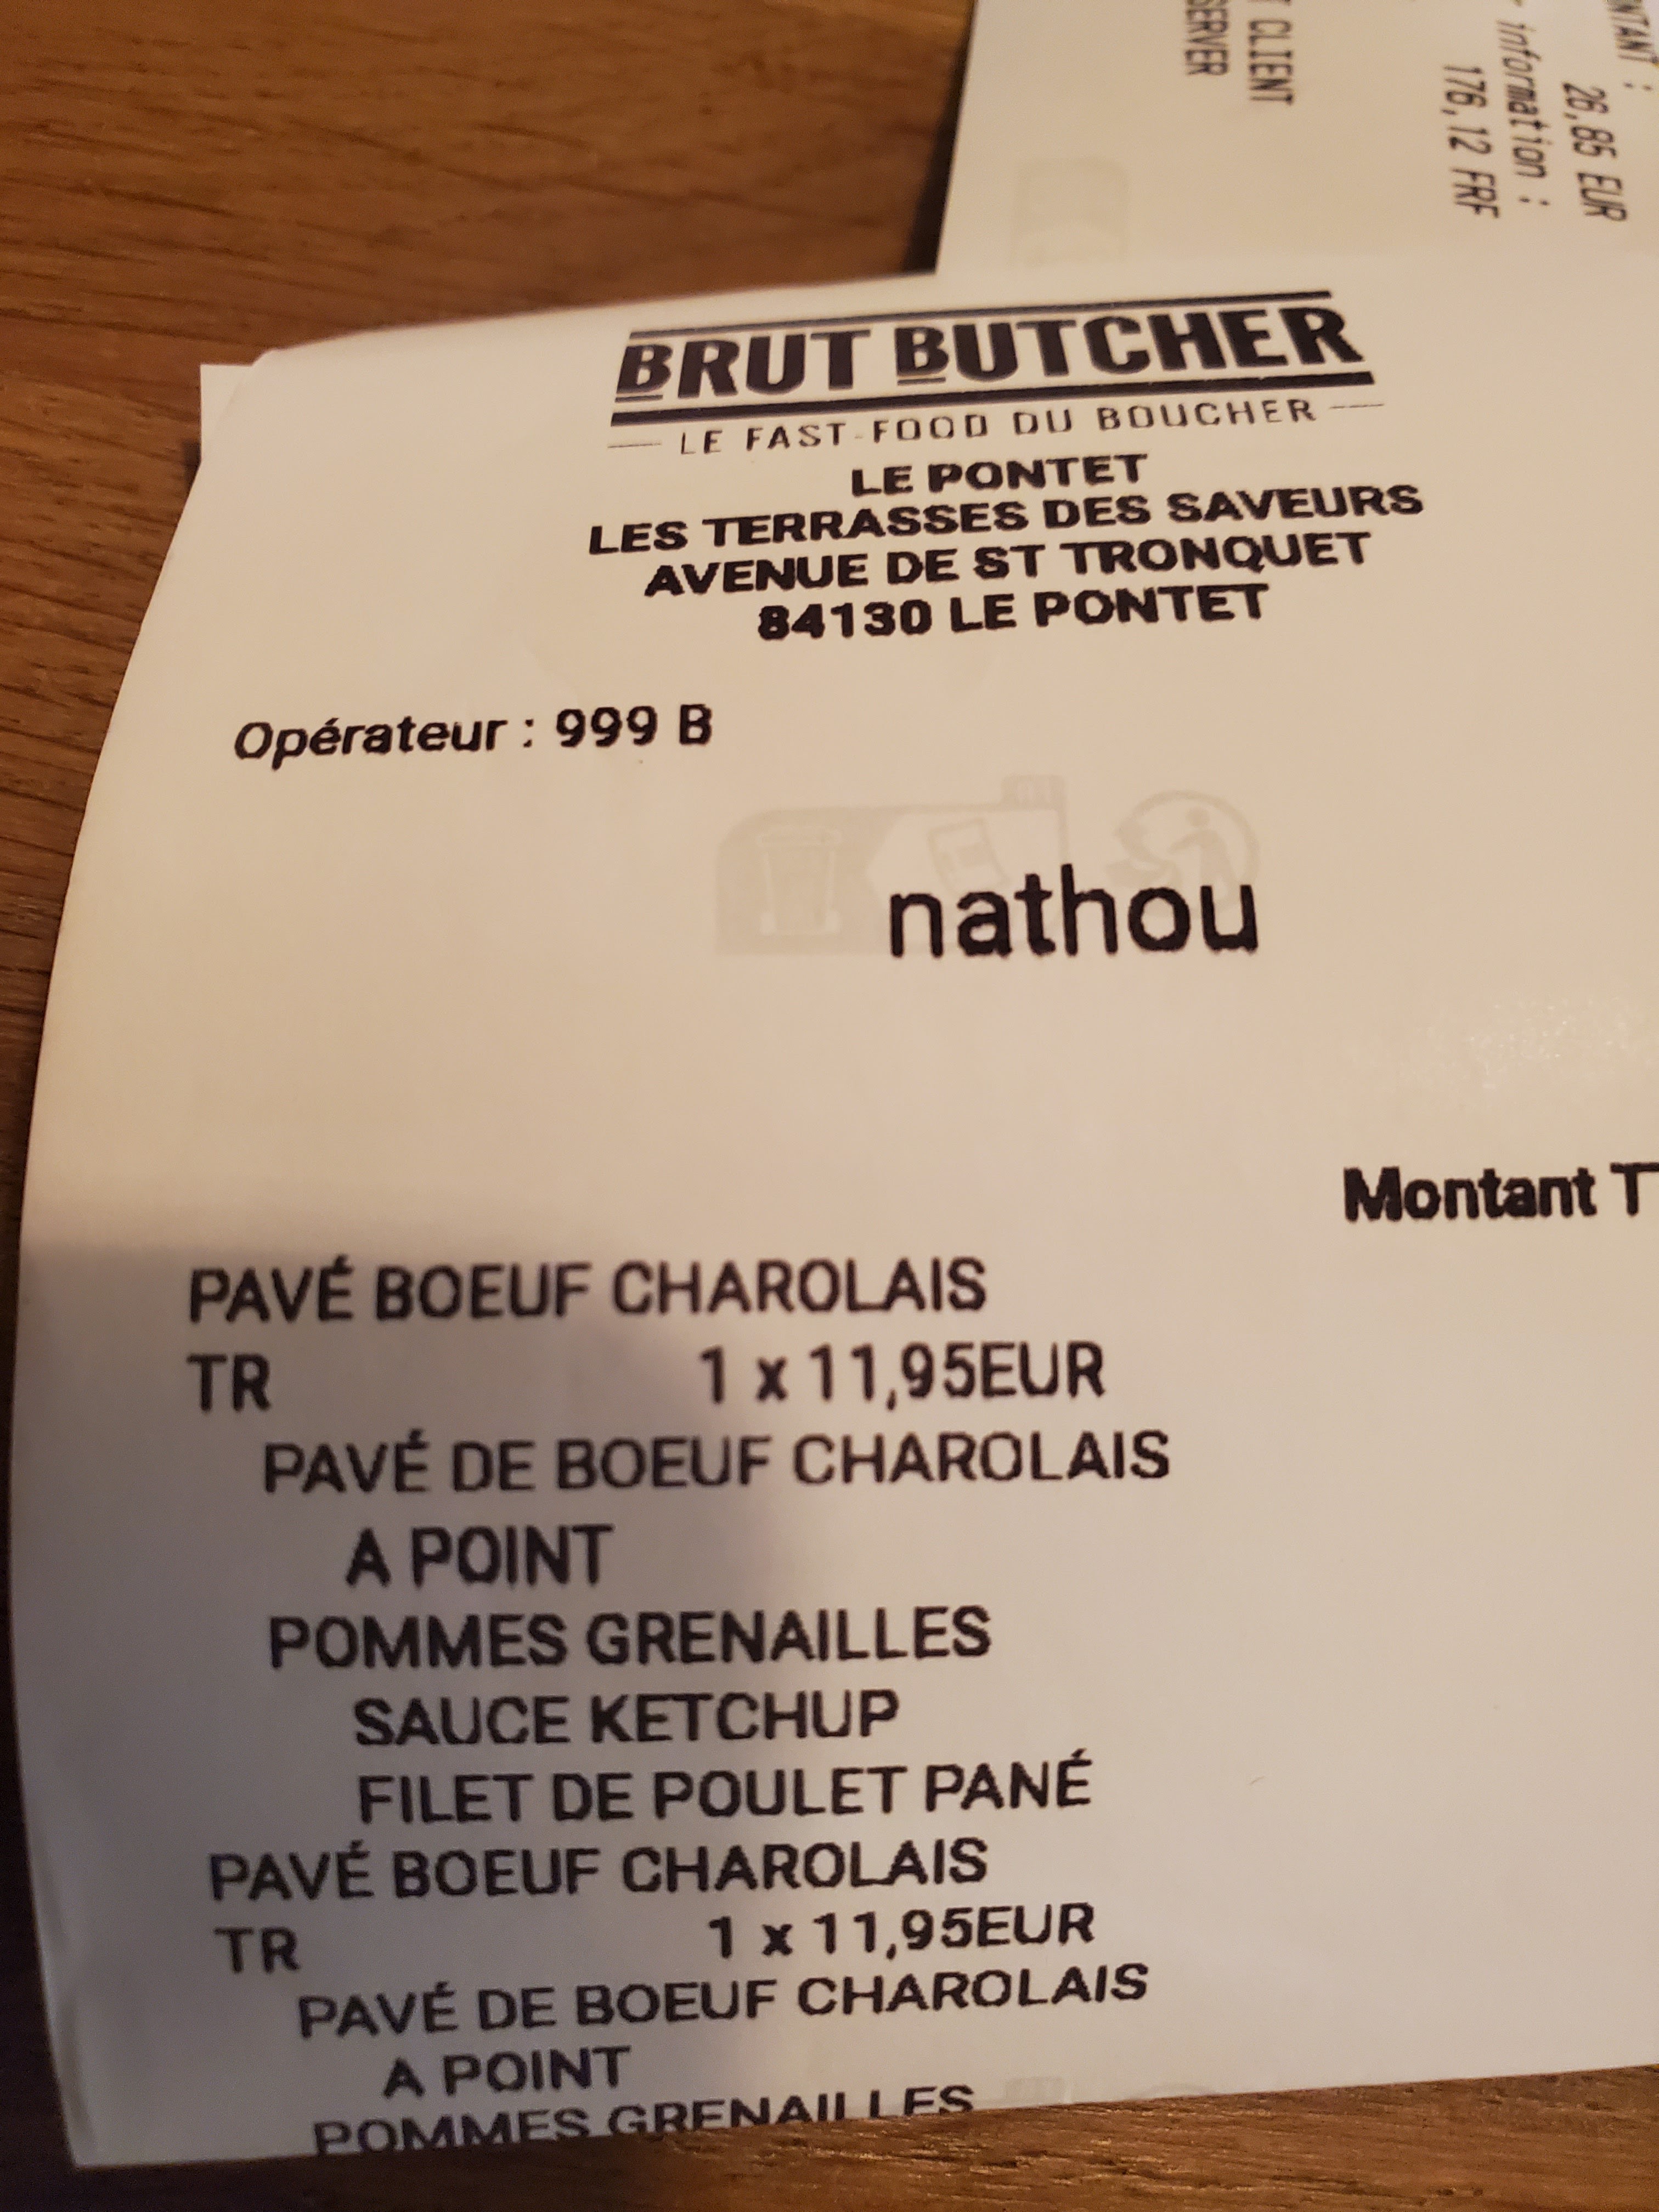 NTANT :
26,85 EUR
information :
176,12 FRF
CLIENT
SERVER
BRUT BUTCHER
LE FAST-FOOD DU BOUCHER
LE PONTET
LES TERRASSES DES SAVEURS
AVENUE DE ST TRONQUET
84130 LE PONTET
Opérateur : 999 B
nathou
Montant T
PAVÉ BOEUF CHAROLAIS
TR 1 x 11,95EUR
PAVÉ DE BOEUF CHAROLAIS
A POINT
POMMES GRENAILLES
SAUCE KETCHUP
FILET DE POULET PANÉ
PAVÉ BOEUF CHAROLAIS
TR 1 x 11,95EUR
PAVÉ DE BOEUF CHAROLAIS
A POINT
POMMES GRENAILLES